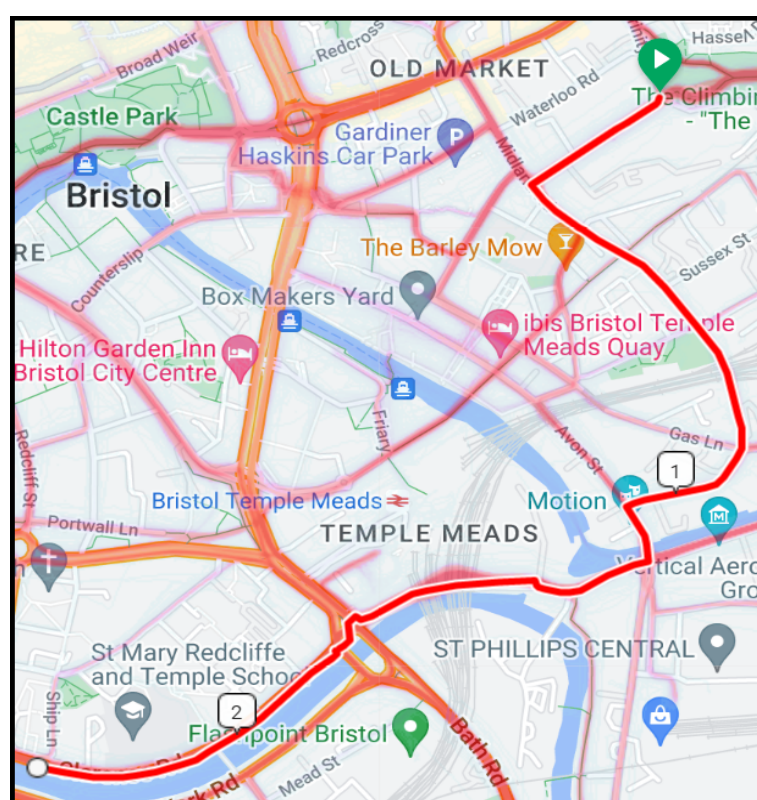 Broad Weir
Redcross
Hassell
OLD MARKET
Waterloo Rd
The Climbin
- "The
Castle Park
Gardiner
Haskins Car Park
P
Midlan
Bristol
RE
Counterslip
The Barley Mow
Sussex St
Box Makers Yard
ibis Bristol Temple
Meads Quay
Hilton Garden Inn
Bristol City Centre
Friary
Redcliff St
Avon St
Gas Ln
1
Bristol Temple Meads
Motion
Portwall Ln
TEMPLE MEADS
M
Vertical Aero
Gro
St Mary Redcliffe
and Temple School
ST PHILLIPS CENTRAL
Ship Ln
2
Flashpoint Bristol
Bath Rd
Mead St